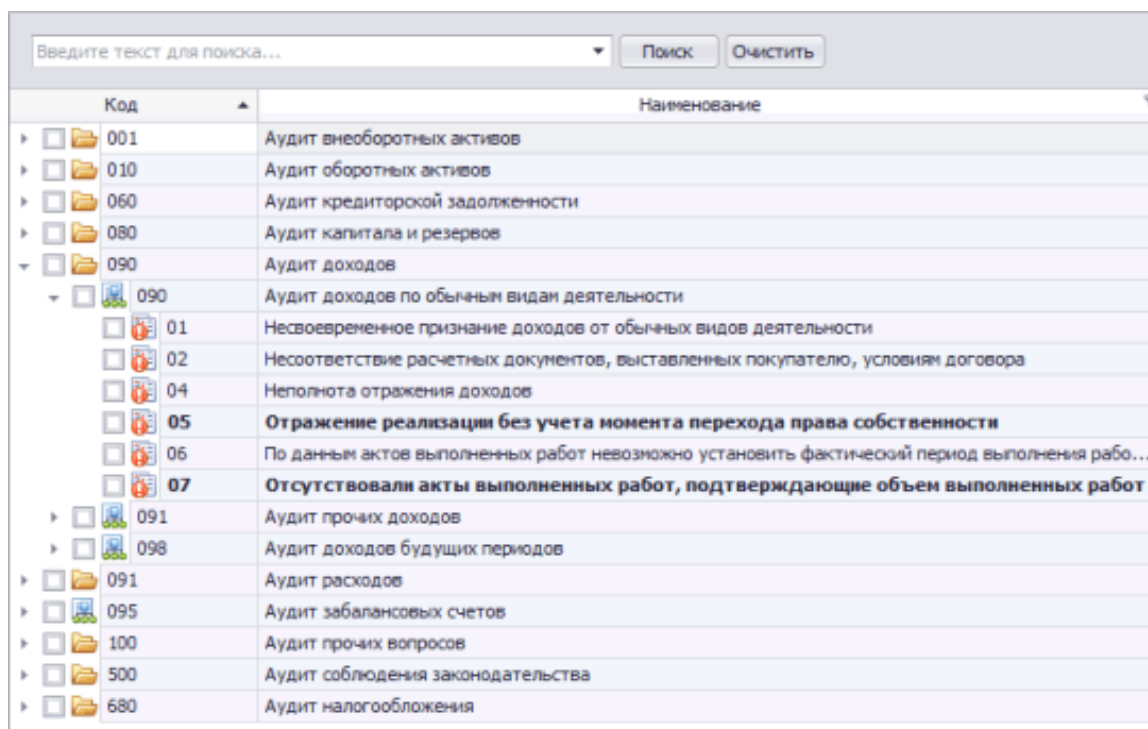 Введите текст для поиска... Поиск Очистить
Код Наименование
001 Аудит внеоборотных активов
010 Аудит оборотных активов
060 Аудит кредиторской задолженности
080 Аудит капитала и резервов
090 Аудит доходов
090 Аудит доходов по обычным видам деятельности
01 Несвоевременное признание доходов от обычных видов деятельности
02 Несоответствие расчетных документов, выставленных покупателю, условиям договора
04 Неполнота отражения доходов
05 Отражение реализации без учета момента перехода права собственности
06 По данным актов выполненных работ невозможно установить фактический период выполнения рабо...
07 Отсутствовали акты выполненных работ, подтверждающие объем выполненных работ
091 Аудит прочих доходов
098 Аудит доходов будущих периодов
091 Аудит расходов
095 Аудит забалансовых счетов
100 Аудит прочих вопросов
500 Аудит соблюдения законодательства
680 Аудит налогообложения